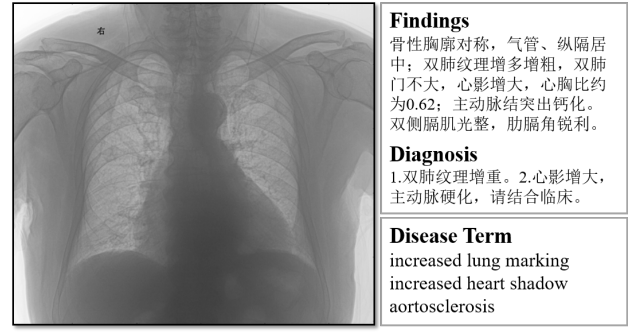 右
Findings
骨性胸廓对称，气管、纵隔居
中；双肺纹理增多增粗，双肺
门不大，心影增大，心胸比约
为0.62；主动脉结突出钙化。
双侧膈肌光整，肋膈角锐利。
Diagnosis
1.双肺纹理增重。2.心影增大，
主动脉硬化，请结合临床。
Disease Term
increased lung marking
increased heart shadow
aortosclerosis